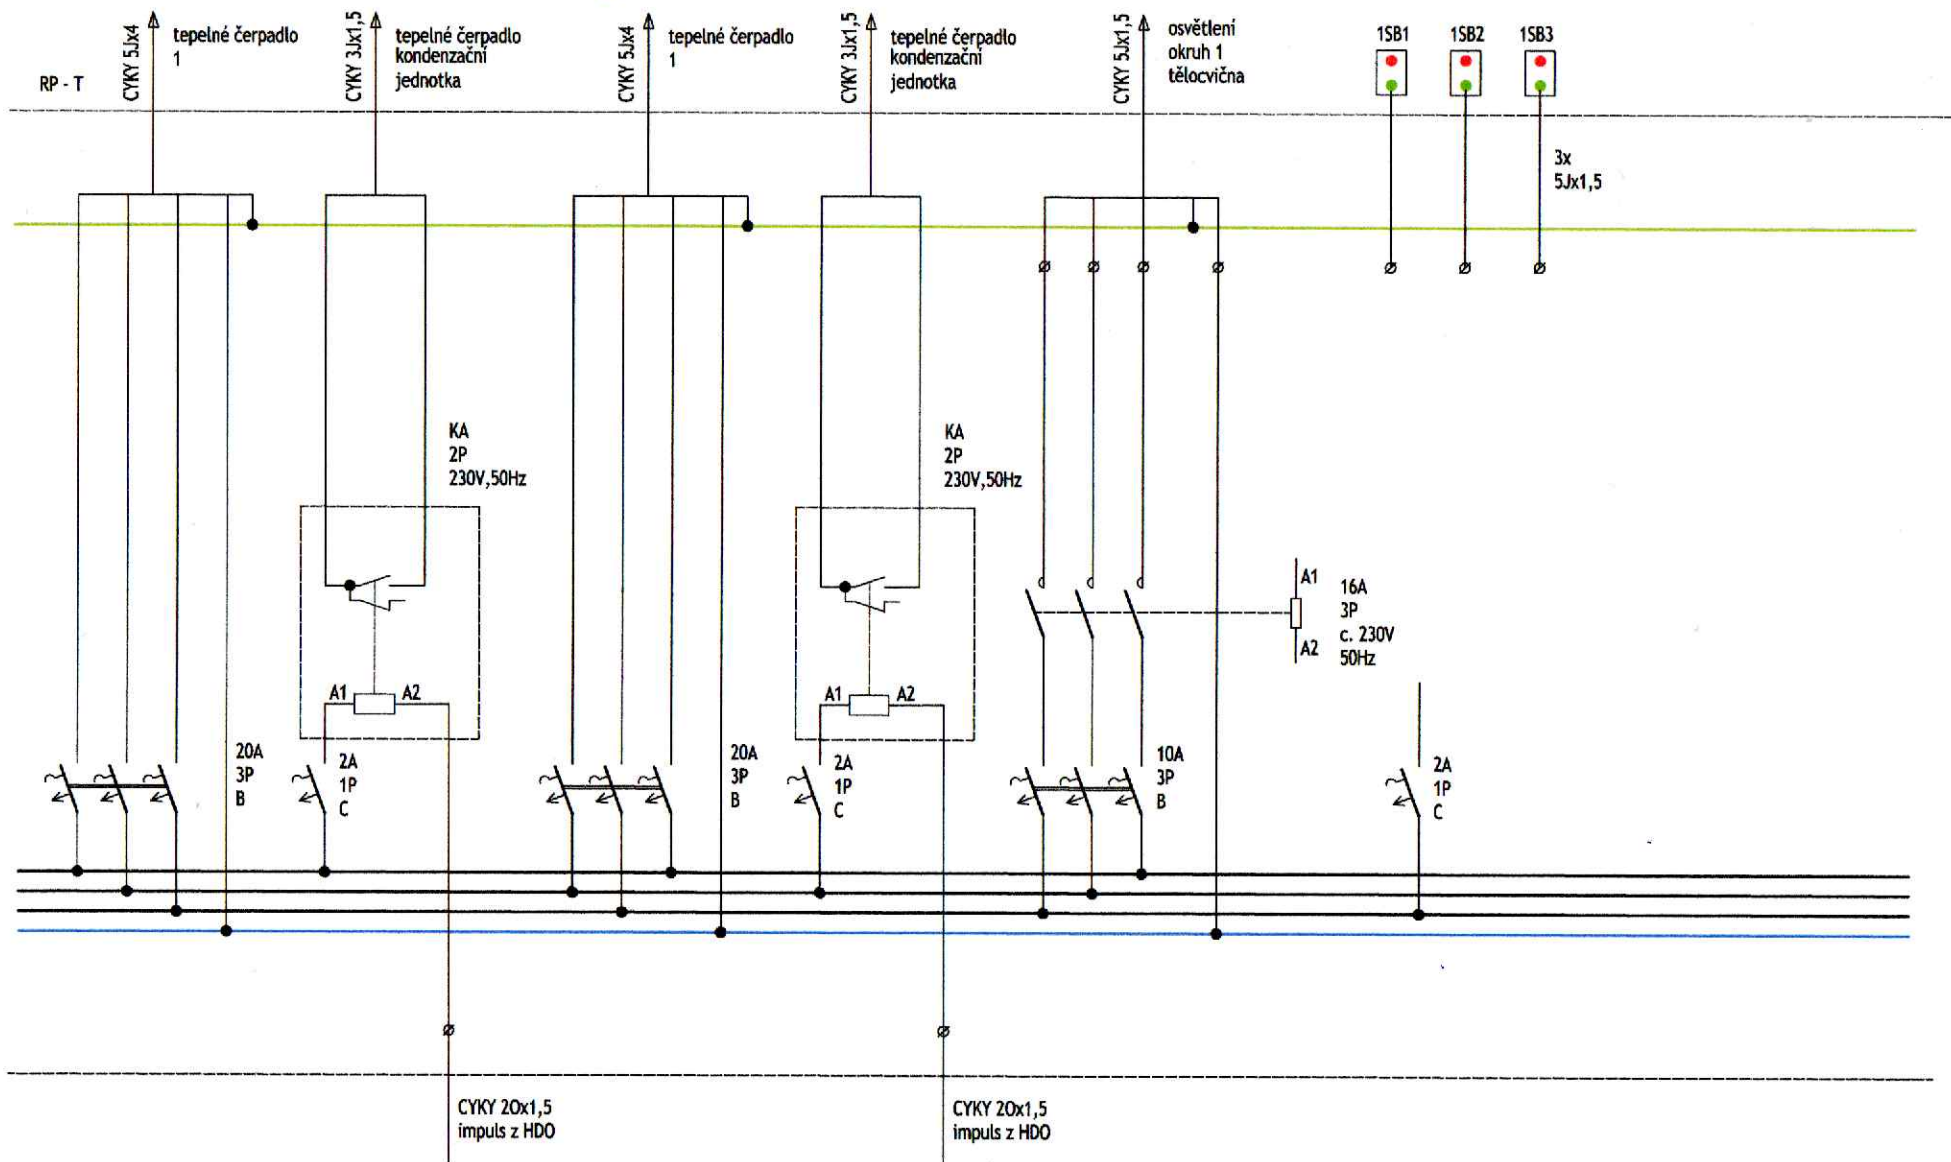 RP - T
CYKY 5Jx4
tepelné čerpadlo
1
CYKY 3Jx1,5
tepelné čerpadlo
kondenzační
jednotka
CYKY 5Jx4
tepelné čerpadlo
1
CYKY 3Jx1,5
tepelné čerpadlo
kondenzační
jednotka
CYKY 5Jx1,5
osvětlení
okruh 1
tělocvična
1SB1
1SB2
1SB3
3x
5Jx1,5
KA
2P
230V,50Hz
KA
2P
230V,50Hz
A1
A2
16A
3P
c. 230V
50Hz
A1
A2
A1
A2
20A
3P
B
2A
1P
C
20A
3P
B
2A
1P
C
10A
3P
B
2A
1P
C
CYKY 2Ox1,5
impuls z HDO
CYKY 2Ox1,5
impuls z HDO